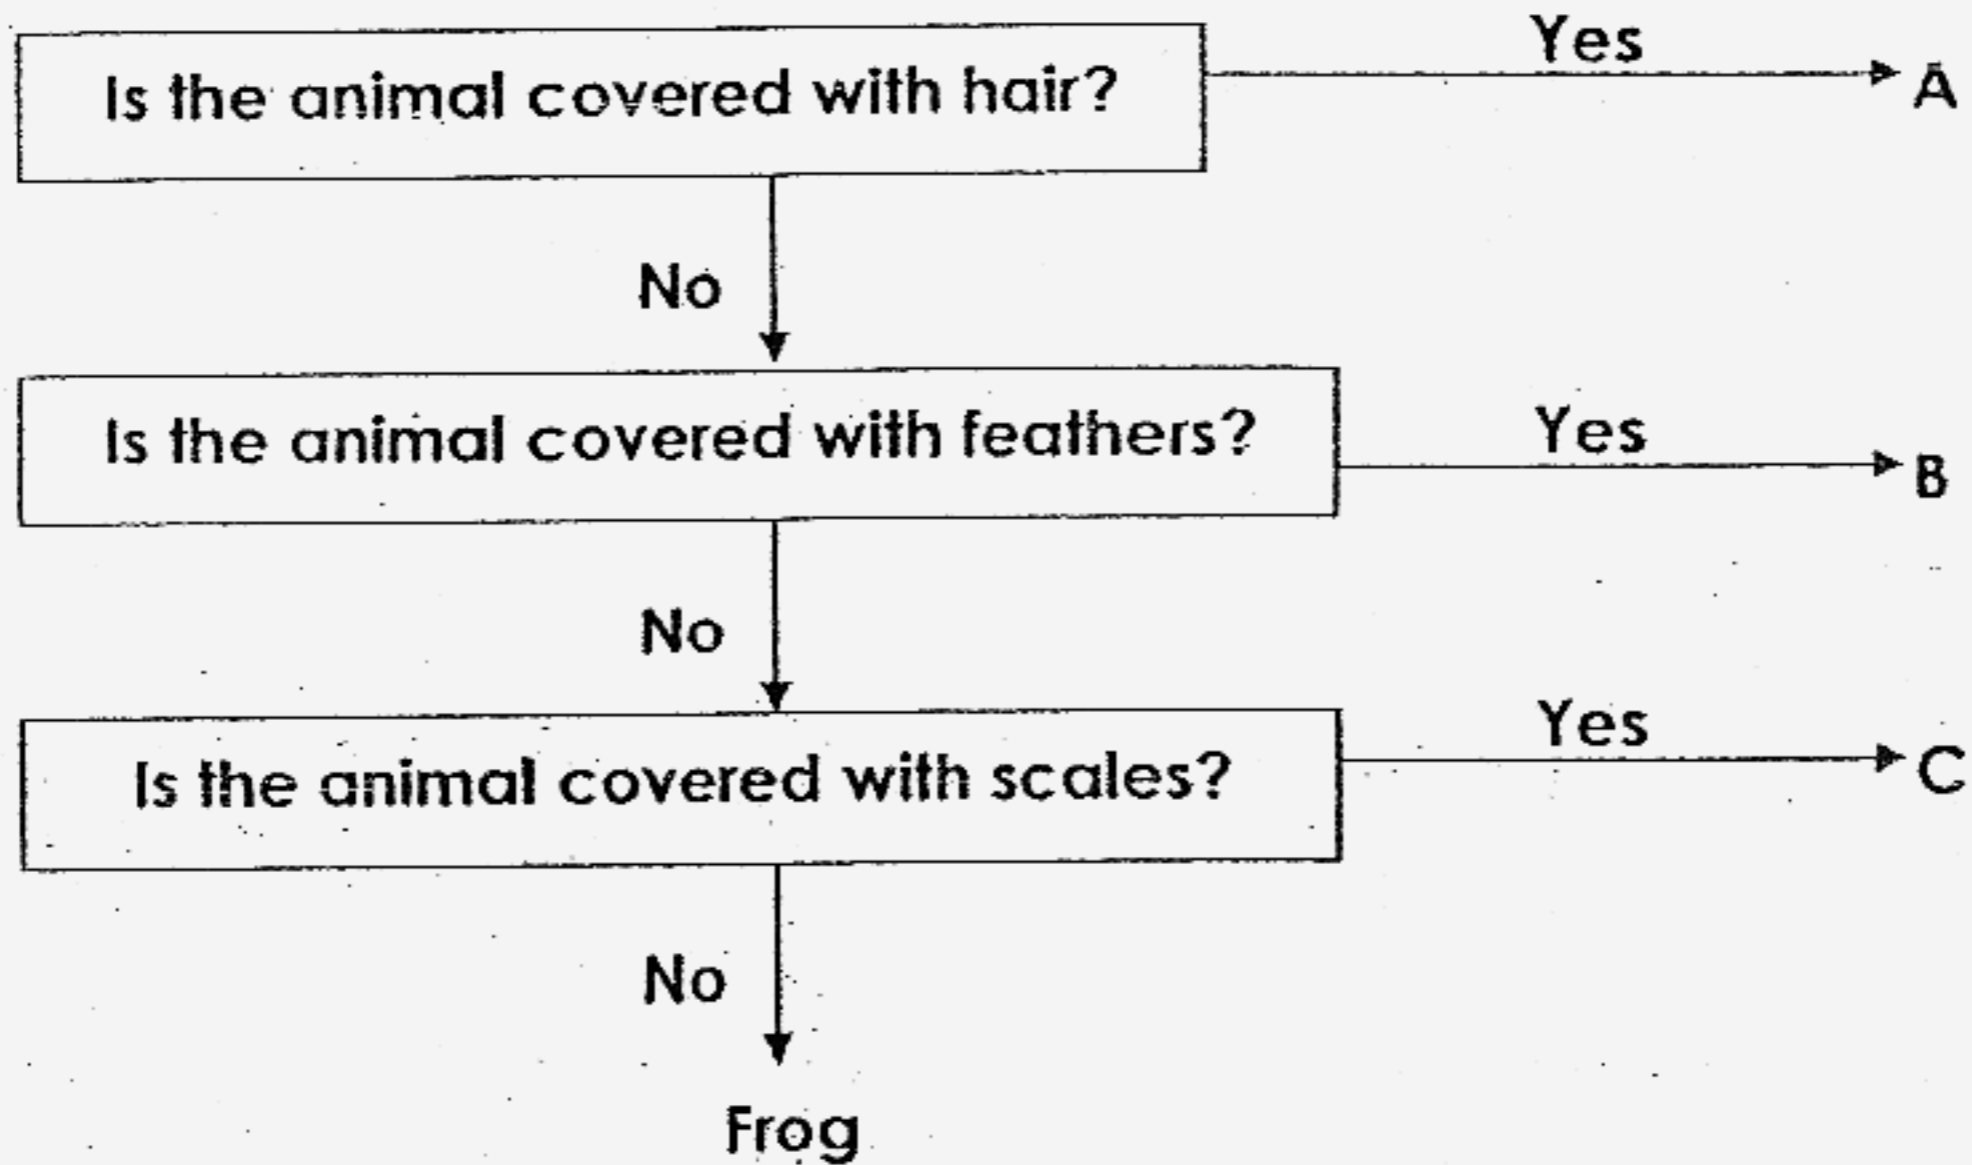 Is the animal covered with hair?
Yes
A
No
Is the animal covered with feathers?
Yes
B
No
Is the animal covered with scales?
Yes
C
No
Frog